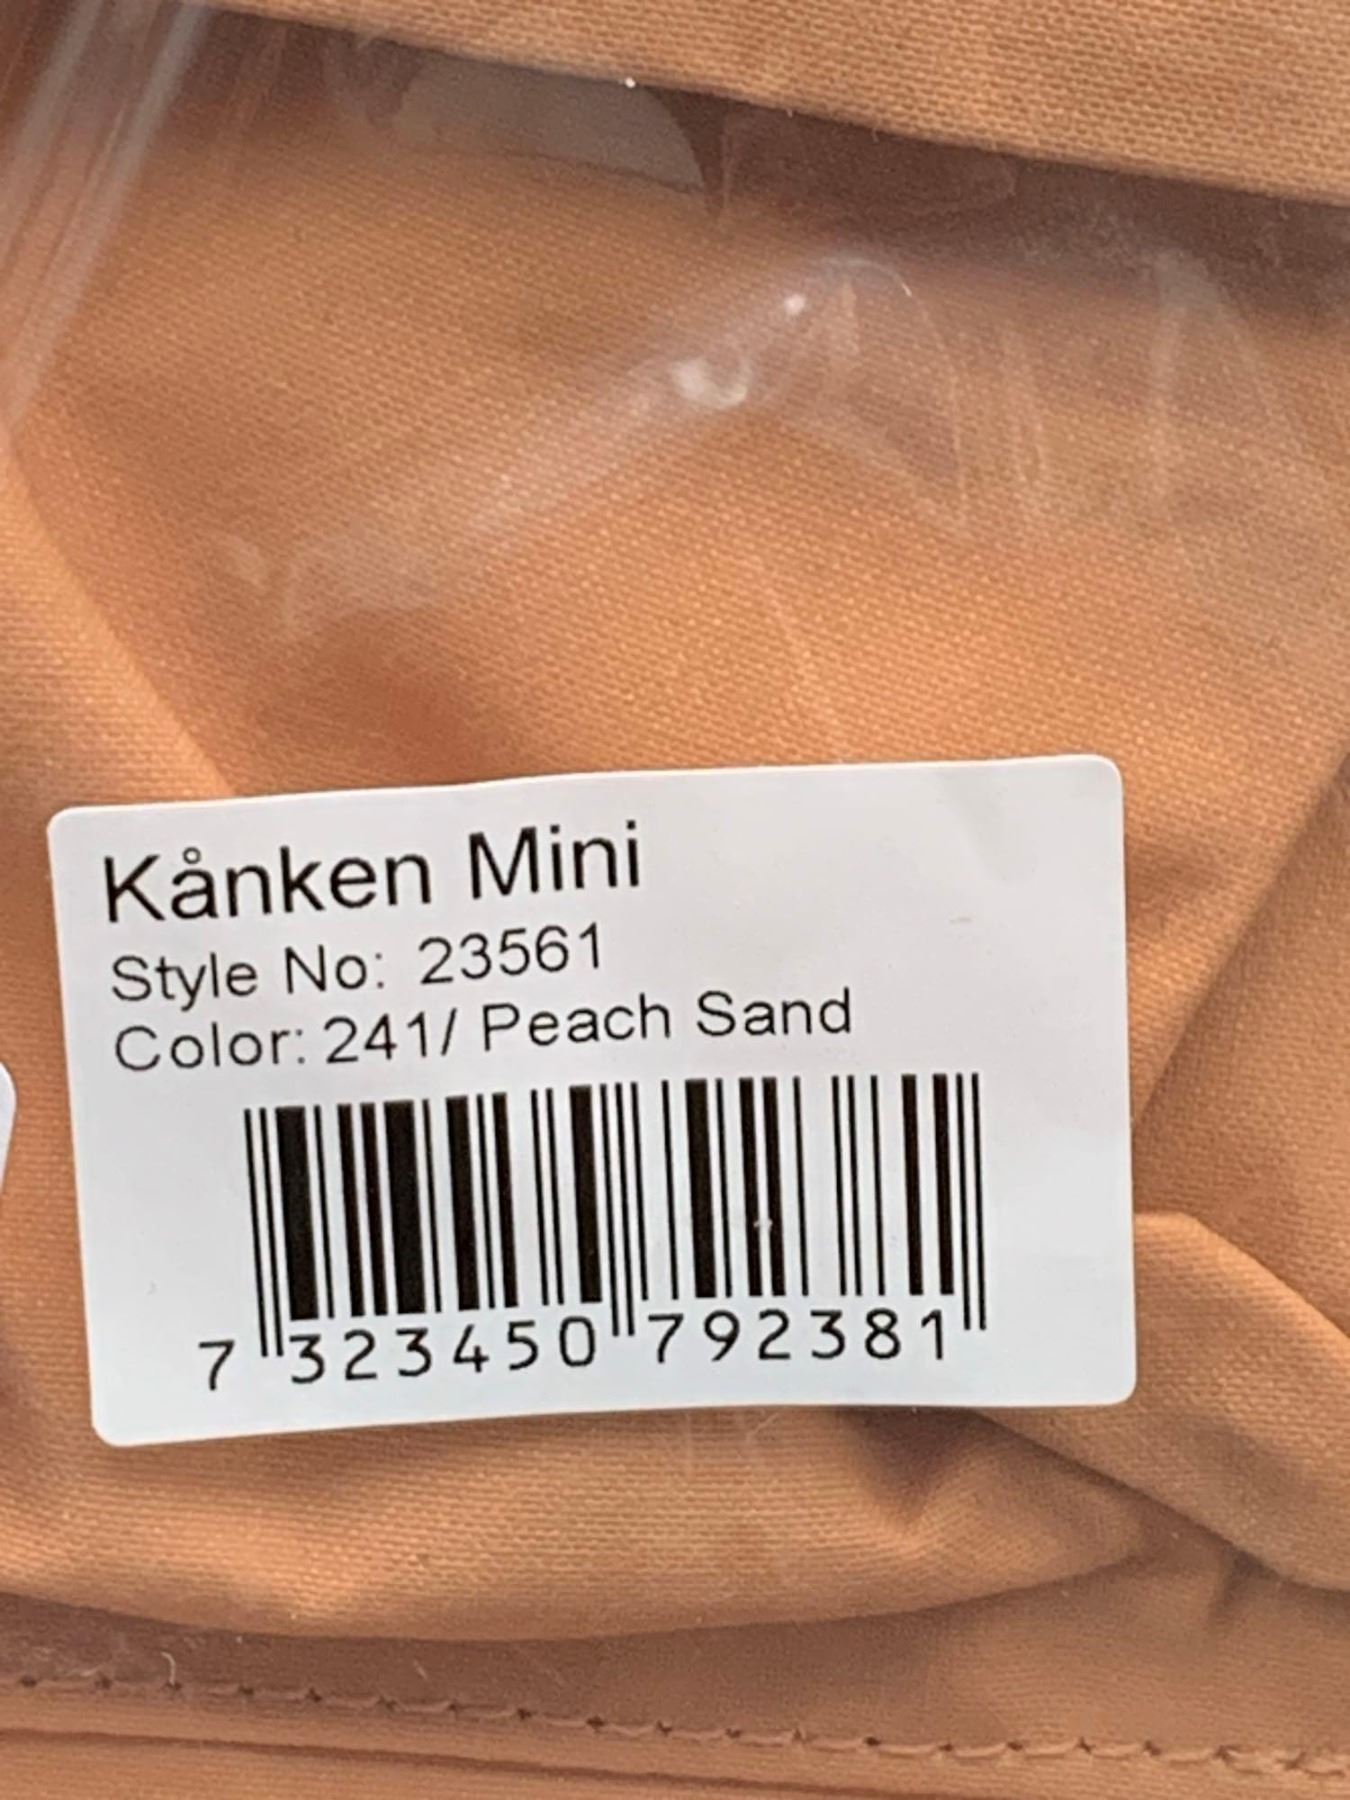 Kånken Mini
Style No: 23561
Color: 241/ Peach Sand
7 323450 792381